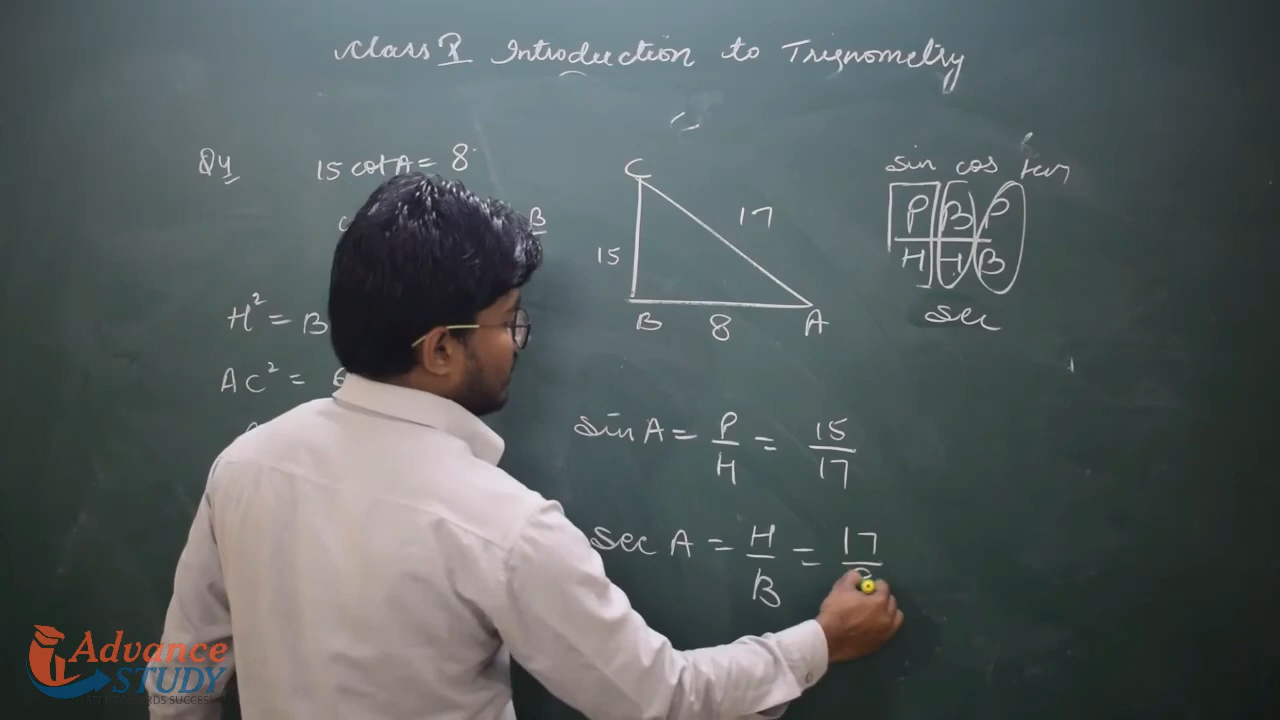 Class X Introduction to Trignometry
Q4 15 cot A = 8
B
H² = B
AC² = 6
C
15
17
B 8 A
sin cos tan
P B P
H H B
sec
sin A = P/H = 15/17
sec A = H/B = 17/
Advance
STUDY